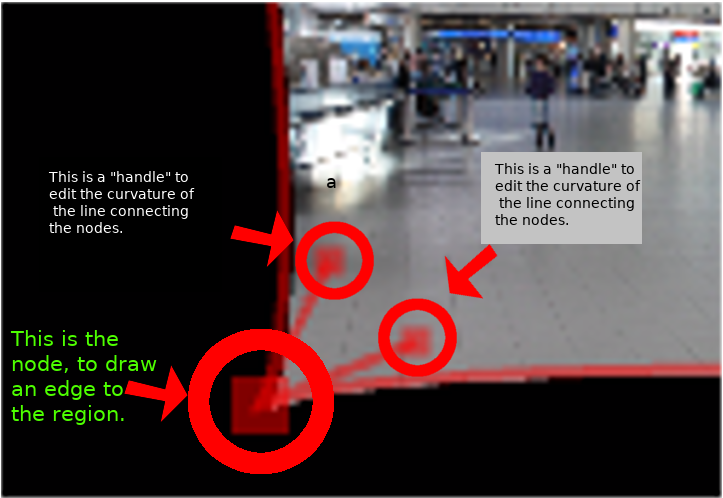 This is a "handle" to
edit the curvature of
the line connecting
the nodes.
a
This is a "handle" to
edit the curvature of
the line connecting
the nodes.
This is the
node, to draw
an edge to
the region.